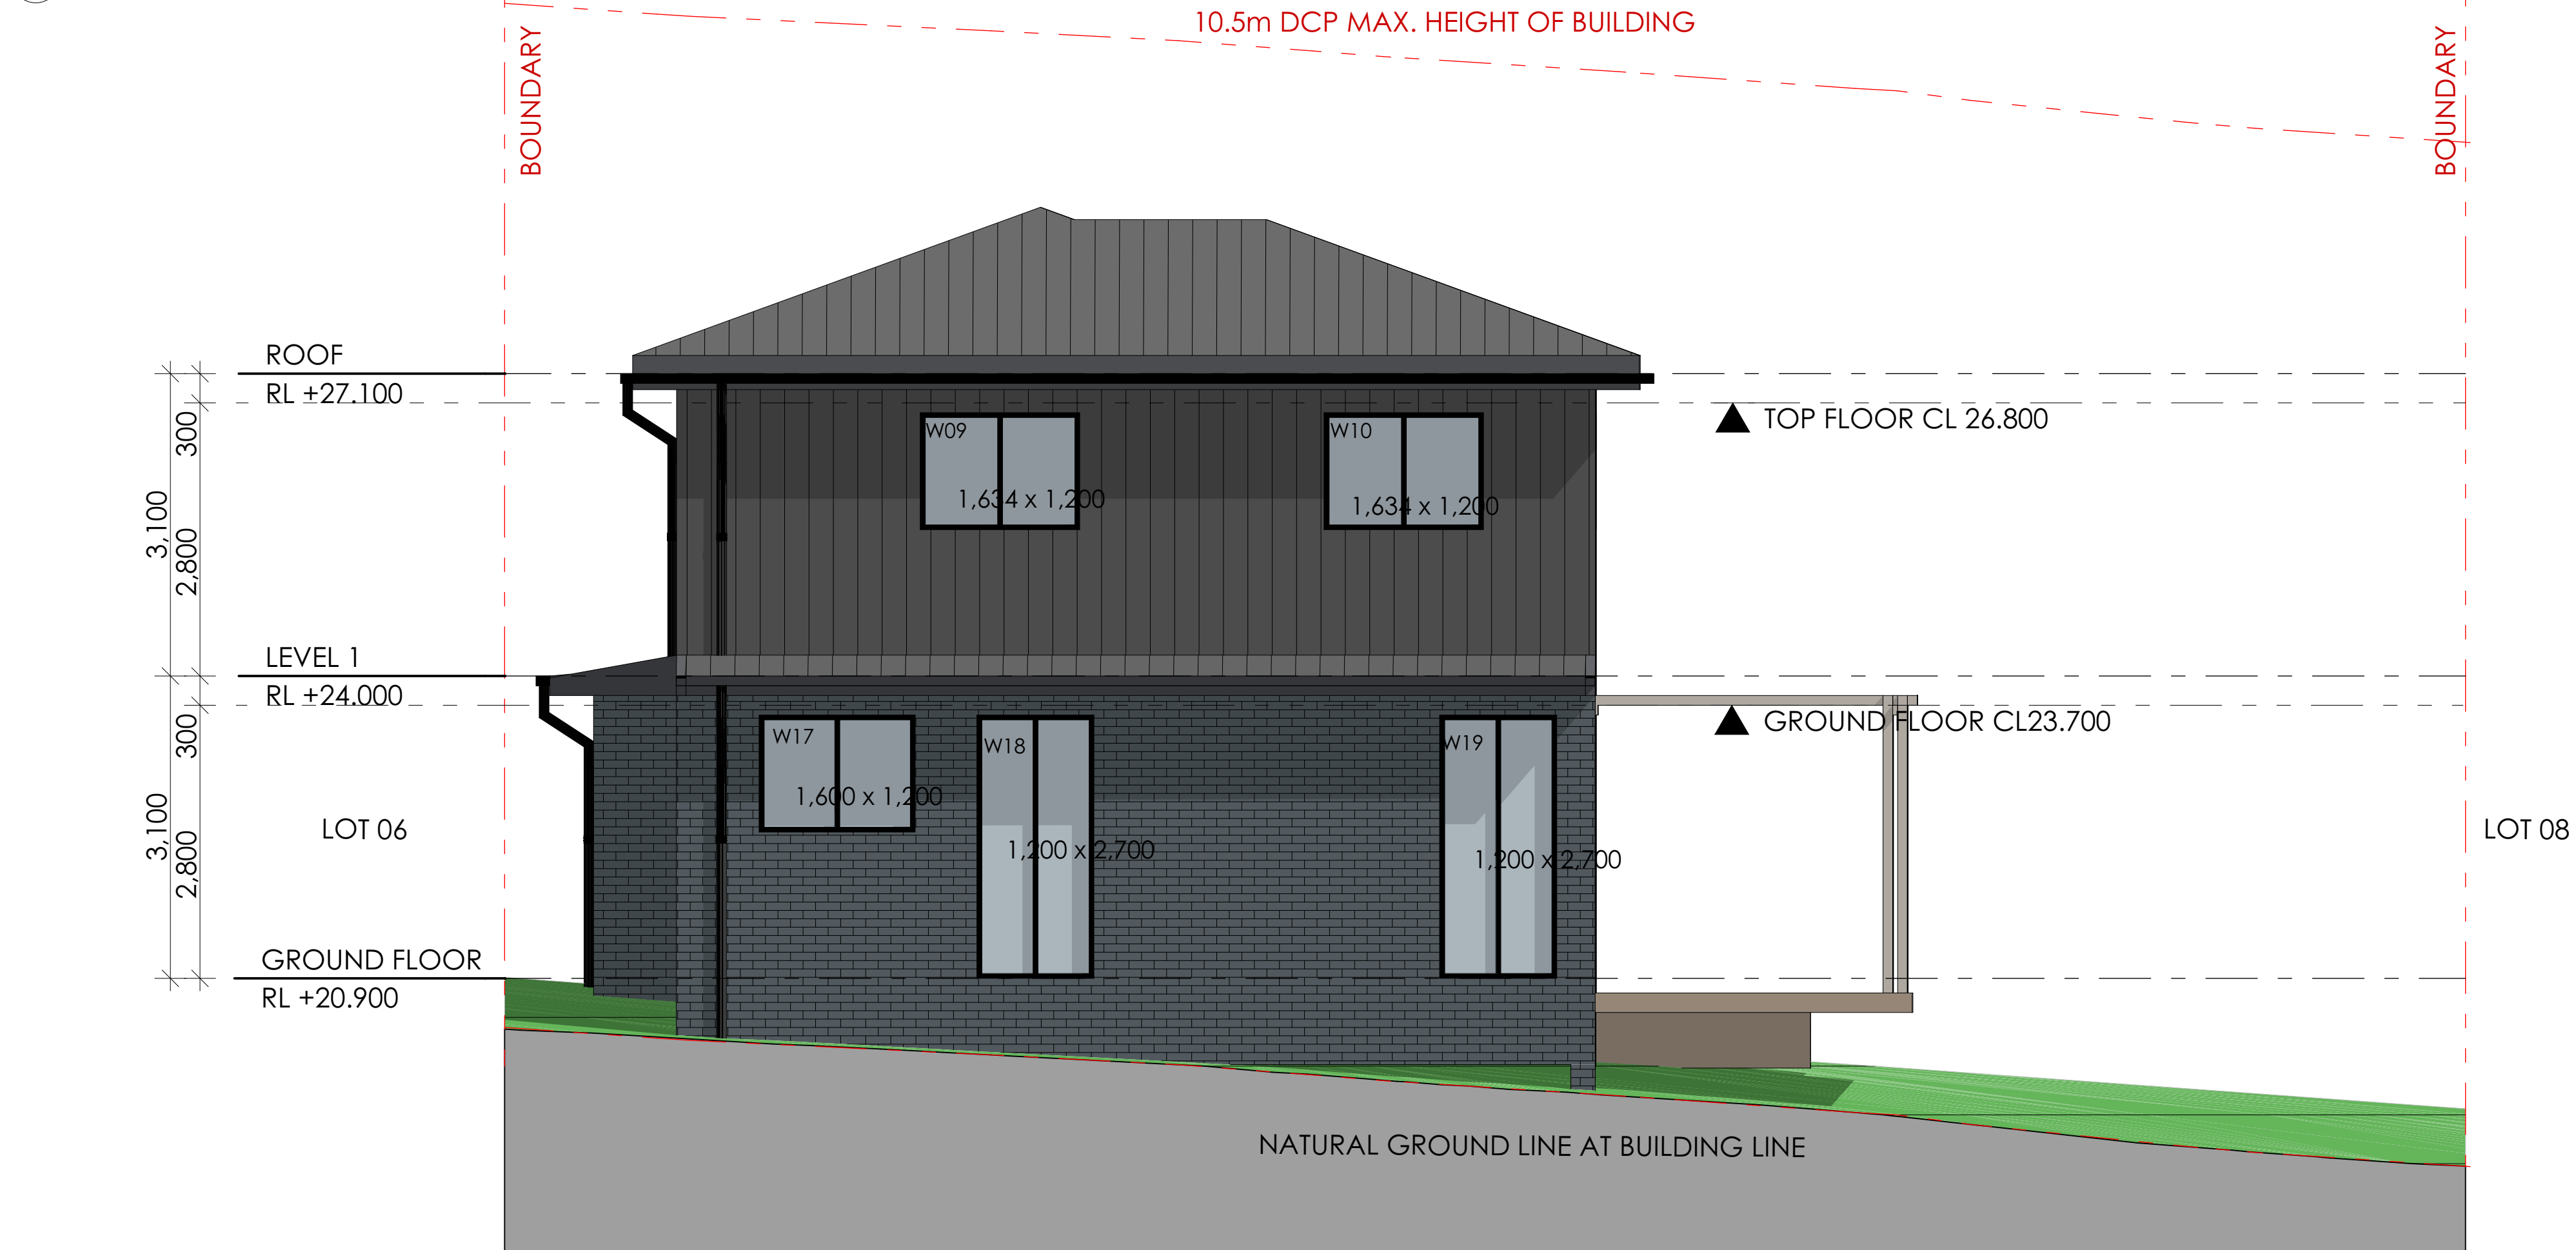 10.5m DCP MAX. HEIGHT OF BUILDING
BOUNDARY
BOUNDARY
ROOF
RL +27.100
TOP FLOOR CL 26.800
W09
1,634 x 1,200
W10
1,634 x 1,200
300
3,100
2,800
LEVEL 1
RL +24.000
GROUND FLOOR CL23.700
300
W17
1,600 x 1,200
W18
1,200 x 2,700
W19
1,200 x 2,700
3,100
2,800
LOT 06
LOT 08
GROUND FLOOR
RL +20.900
NATURAL GROUND LINE AT BUILDING LINE